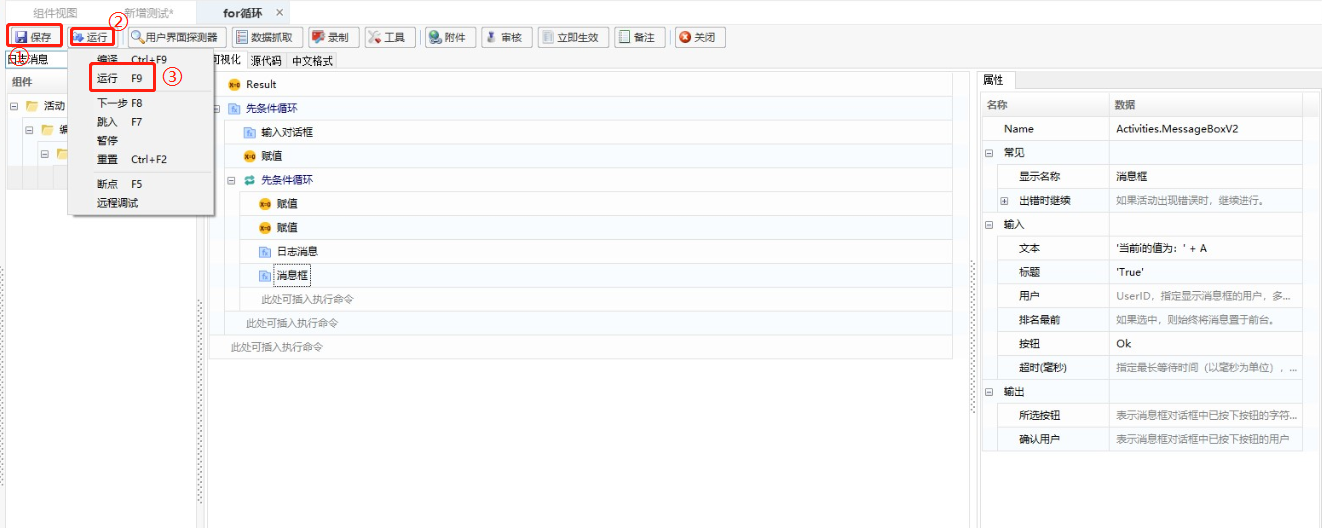 组件视图 新增测试* for循环 ×
②
保存 运行 用户界面探测器 数据抓取 录制 工具 附件 审核 立即生效 备注 关闭
①
日志消息
编译 Ctrl+F9
可视化 源代码 中文格式
运行 F9
③
下一步 F8
跳入 F7
暂停
重置 Ctrl+F2
断点 F5
远程调试
组件
活动
Result
先条件循环
输入对话框
赋值
先条件循环
赋值
赋值
日志消息
消息框
此处可插入执行命令
此处可插入执行命令
此处可插入执行命令
属性
名称 数据
Name Activities.MessageBoxV2
常见
显示名称 消息框
出错时继续 如果活动出现错误时，继续进行。
输入
文本 '当前i的值为：' + A
标题 'True'
用户 UserID，指定显示消息框的用户，多...
排名最前 如果选中，则始终将消息置于前台。
按钮 Ok
超时(毫秒) 指定最长等待时间（以毫秒为单位）, ...
输出
所选按钮 表示消息框对话框中已按下按钮的字符...
确认用户 表示消息框对话框中已按下按钮的用户